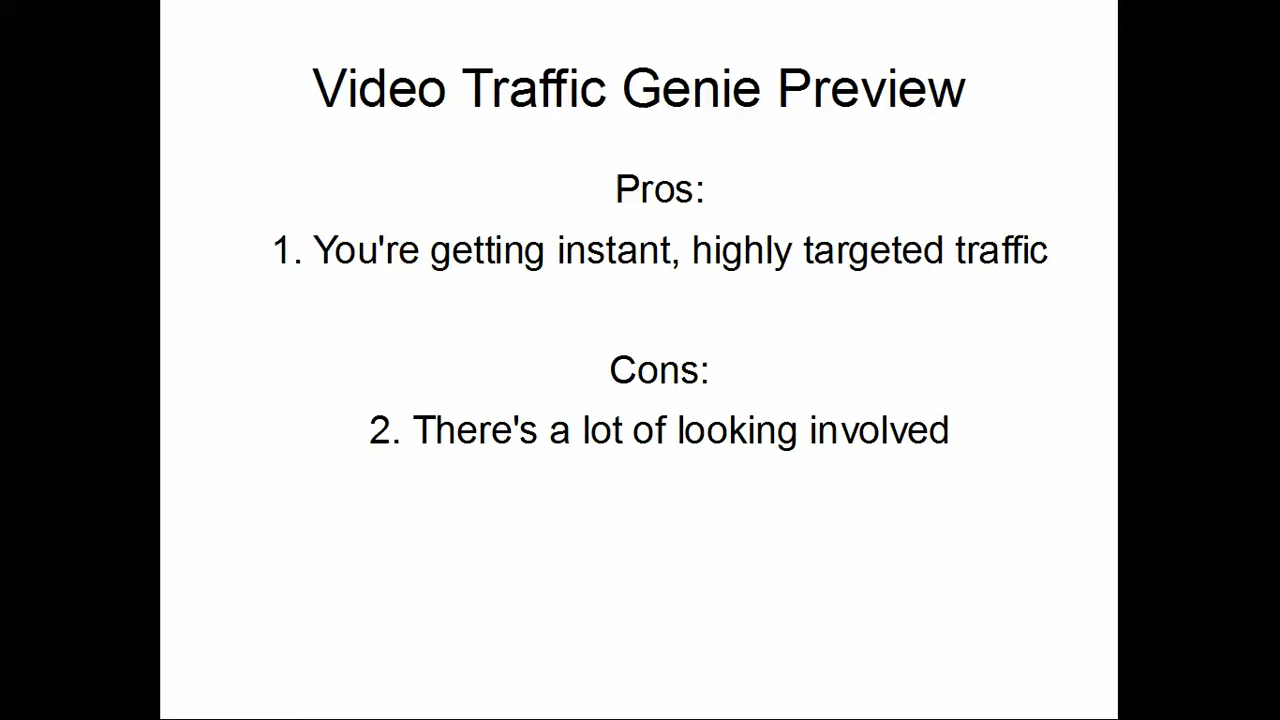 Video Traffic Genie Preview
Pros:
1. You're getting instant, highly targeted traffic
Cons:
2. There's a lot of looking involved